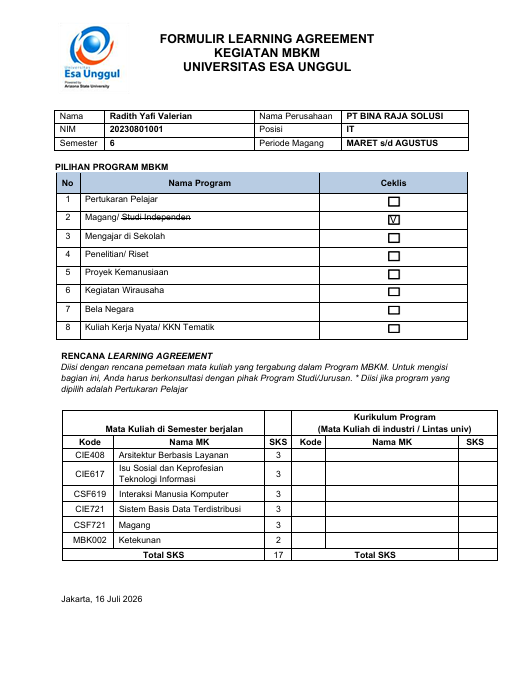 Universitas
Esa Unggul
Powered by
Arizona State University
FORMULIR LEARNING AGREEMENT
KEGIATAN MBKM
UNIVERSITAS ESA UNGGUL
Nama Radith Yafi Valerian Nama Perusahaan PT BINA RAJA SOLUSI
NIM 20230801001 Posisi IT
Semester 6 Periode Magang MARET s/d AGUSTUS
PILIHAN PROGRAM MBKM
No Nama Program Ceklis
1 Pertukaran Pelajar
2 Magang/ Studi Independen V
3 Mengajar di Sekolah
4 Penelitian/ Riset
5 Proyek Kemanusiaan
6 Kegiatan Wirausaha
7 Bela Negara
8 Kuliah Kerja Nyata/ KKN Tematik
RENCANA LEARNING AGREEMENT
Diisi dengan rencana pemetaan mata kuliah yang tergabung dalam Program MBKM. Untuk mengisi
bagian ini, Anda harus berkonsultasi dengan pihak Program Studi/Jurusan. * Diisi jika program yang
dipilih adalah Pertukaran Pelajar
Mata Kuliah di Semester berjalan Kurikulum Program
(Mata Kuliah di industri / Lintas univ)
Kode Nama MK SKS Kode Nama MK SKS
CIE408 Arsitektur Berbasis Layanan 3
CIE617 Isu Sosial dan Keprofesian
Teknologi Informasi 3
CSF619 Interaksi Manusia Komputer 3
CIE721 Sistem Basis Data Terdistribusi 3
CSF721 Magang 3
MBK002 Ketekunan 2
Total SKS 17 Total SKS
Jakarta, 16 Juli 2026